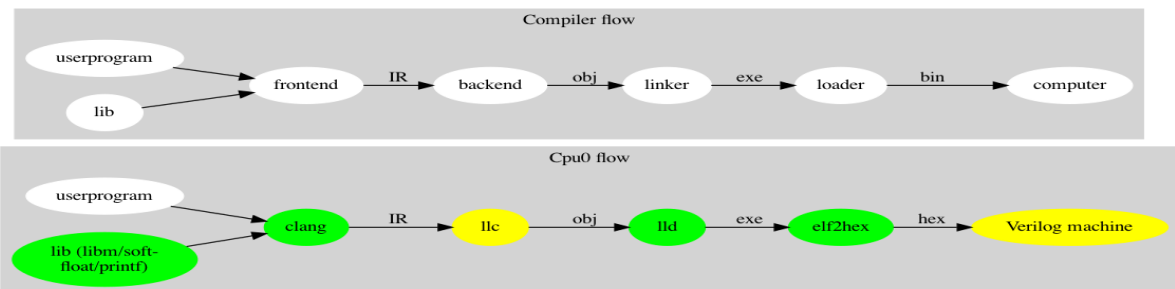 Compiler flow
userprogram
lib
frontend
IR
backend
obj
linker
exe
loader
bin
computer
Cpu0 flow
userprogram
lib (libm/soft-
float/printf)
clang
IR
llc
obj
lld
exe
elf2hex
hex
Verilog machine